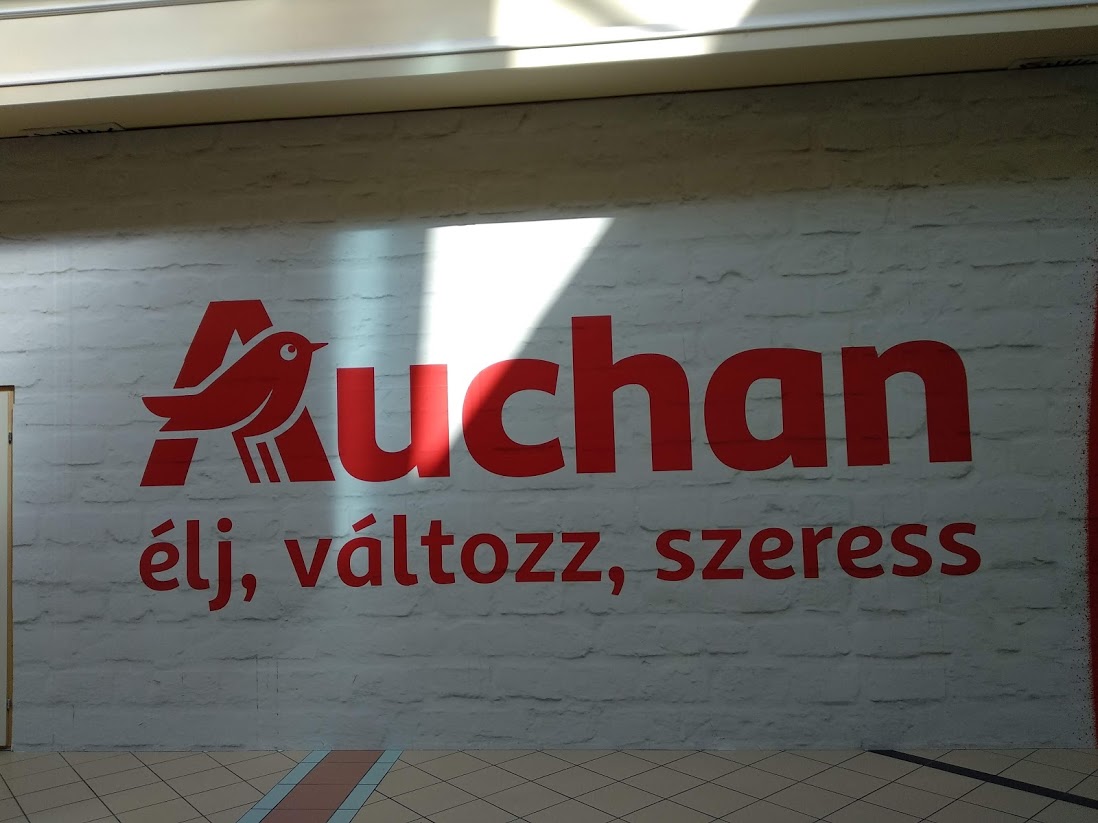 Auchan
élj, változz, szeress